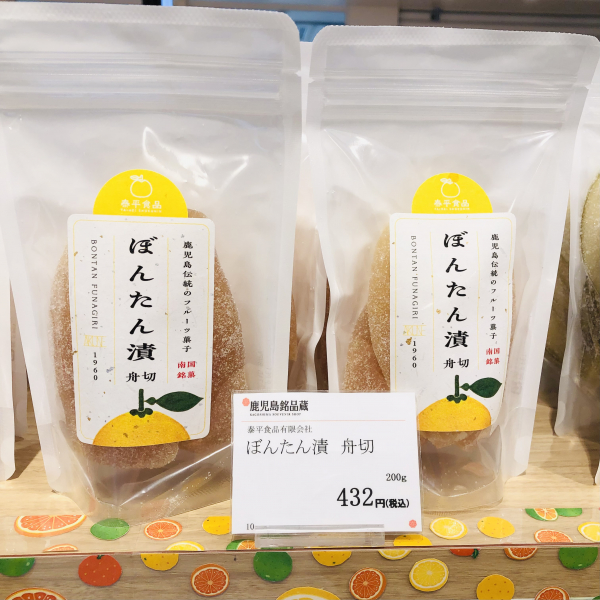 泰平食品
鹿児島伝統のフルーツ菓子
ぼんたん漬
舟切
BONTAN FUNAGIRI
1960
南国
銘菓
泰平食品
鹿児島伝統のフルーツ菓子
ぼんたん漬
舟切
BONTAN FUNAGIRI
1960
南国
銘菓
鹿児島銘品蔵
泰平食品有限会社
ぼんたん漬 舟切
200g
432円(税込)
10